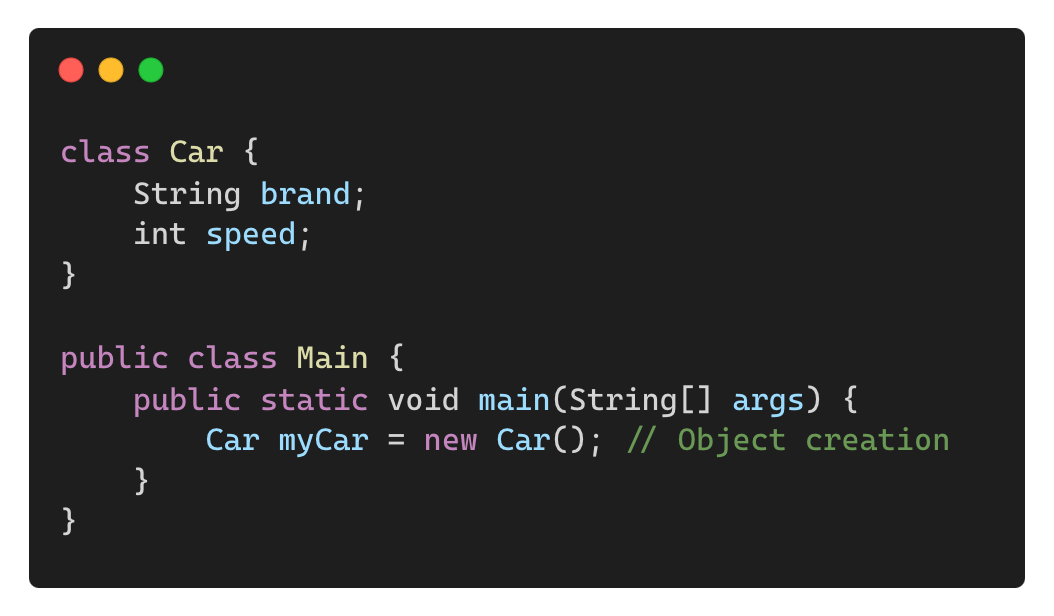 class Car {
    String brand;
    int speed;
}

public class Main {
    public static void main(String[] args) {
        Car myCar = new Car(); // Object creation
    }
}